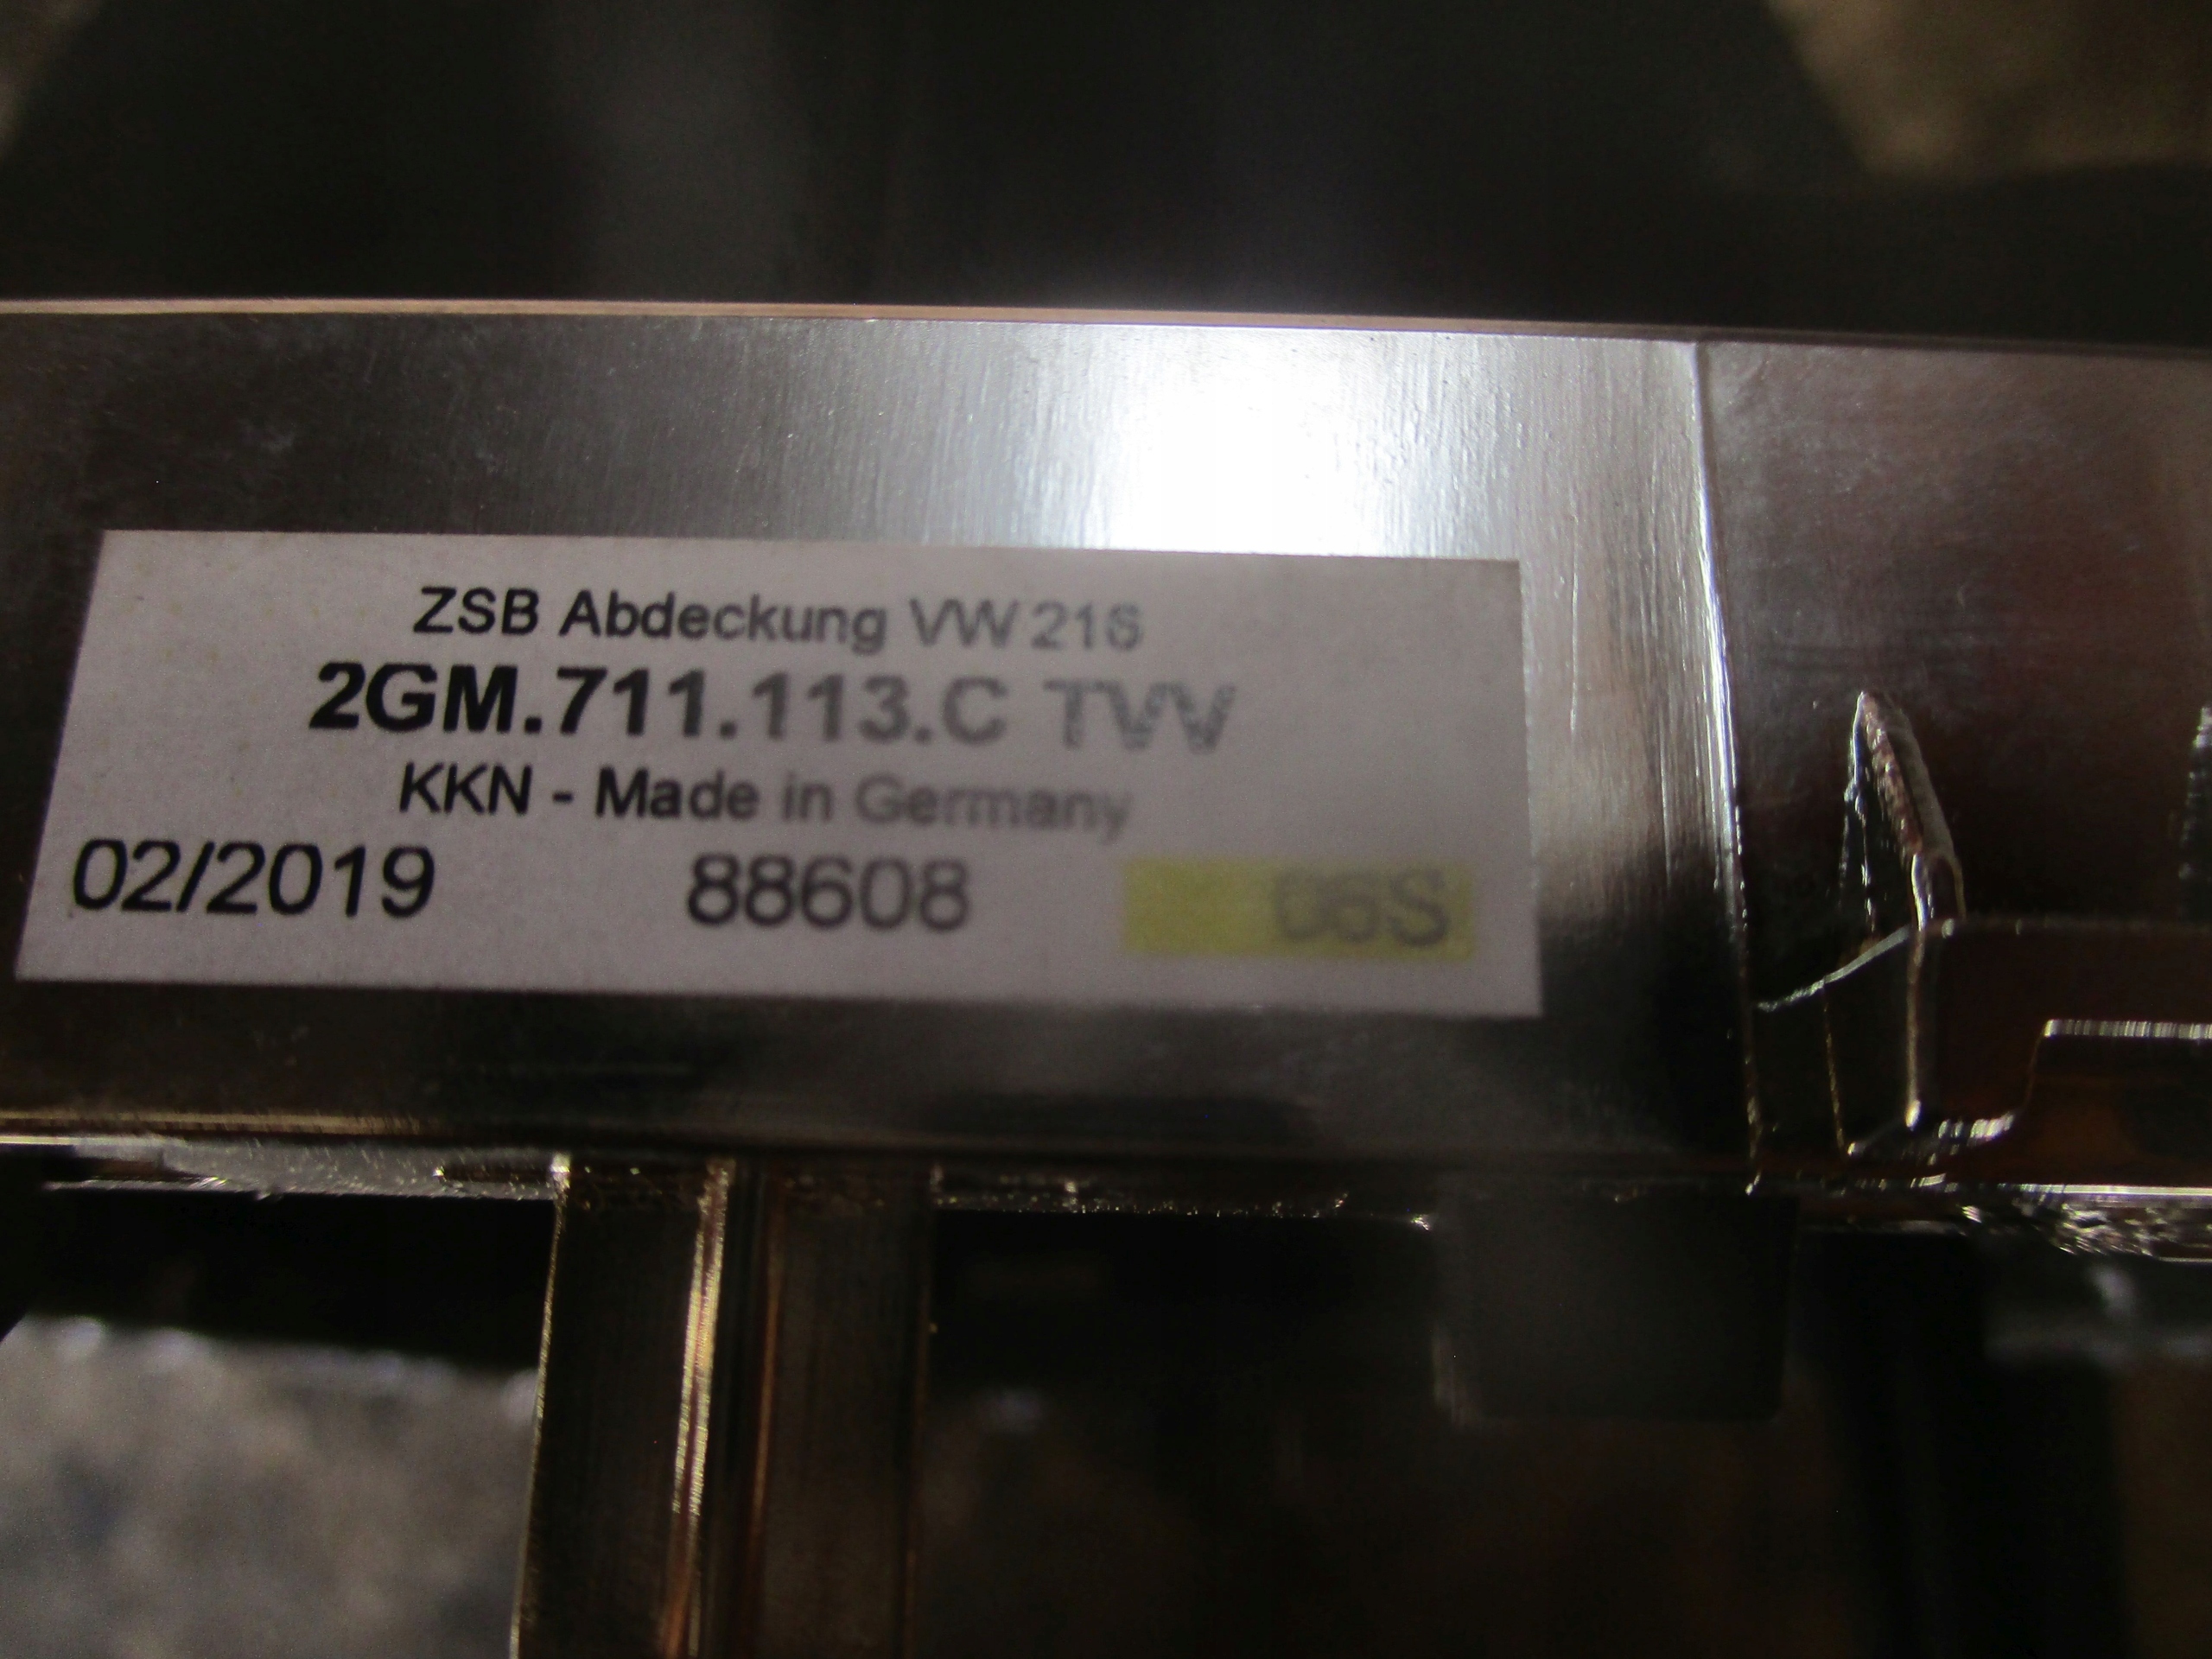 ZSB Abdeckung VW 216
2GM.711.113.C TVV
KKN - Made in Germany
02/2019 88608